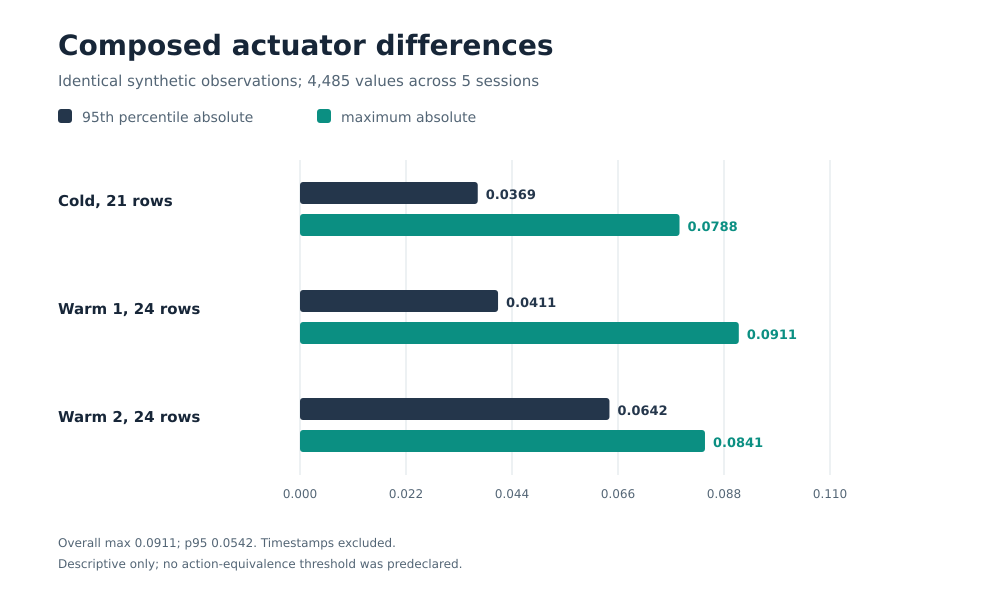 Composed actuator differences
Identical synthetic observations; 4,485 values across 5 sessions
95th percentile absolute
maximum absolute
Cold, 21 rows
0.0369
0.0788
Warm 1, 24 rows
0.0411
0.0911
Warm 2, 24 rows
0.0642
0.0841
0.000 0.022 0.044 0.066 0.088 0.110
Overall max 0.0911; p95 0.0542. Timestamps excluded.
Descriptive only; no action-equivalence threshold was predeclared.